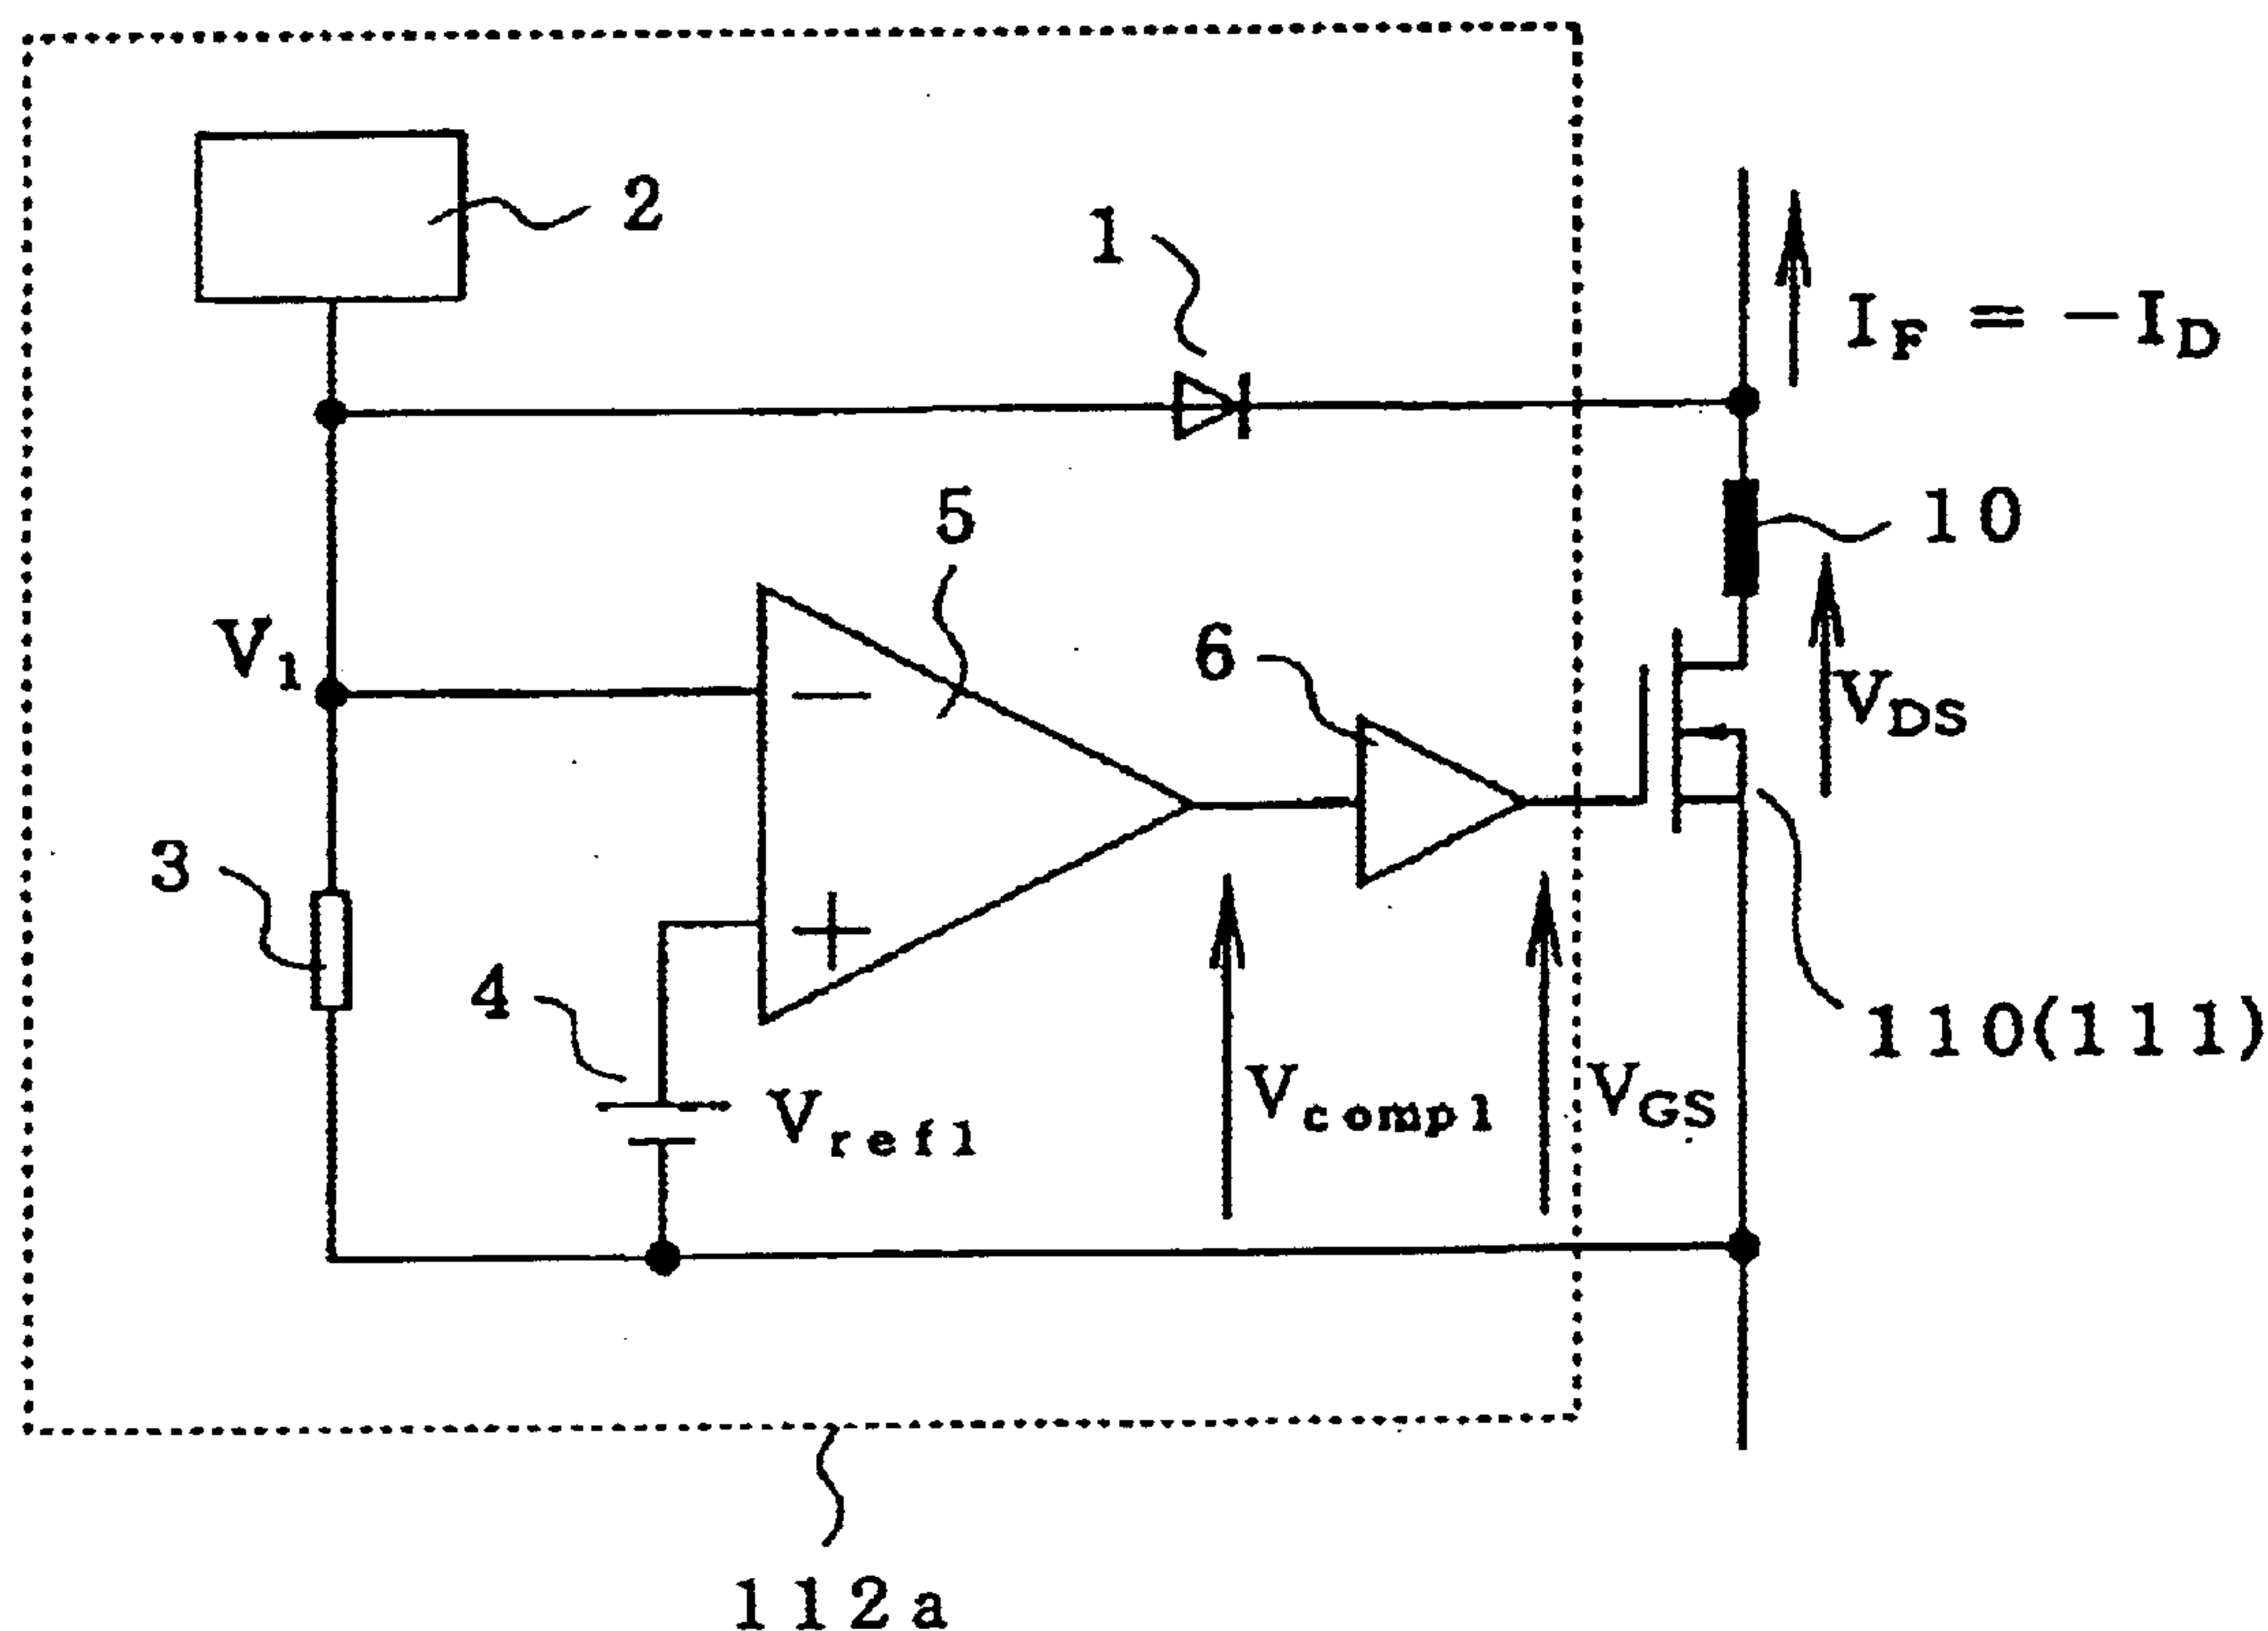 2
1
I_F = -I_D
5
10
V_1
6
V_DS
3
4
110(111)
V_ref1
V_comp1
V_GS
−
+
112a